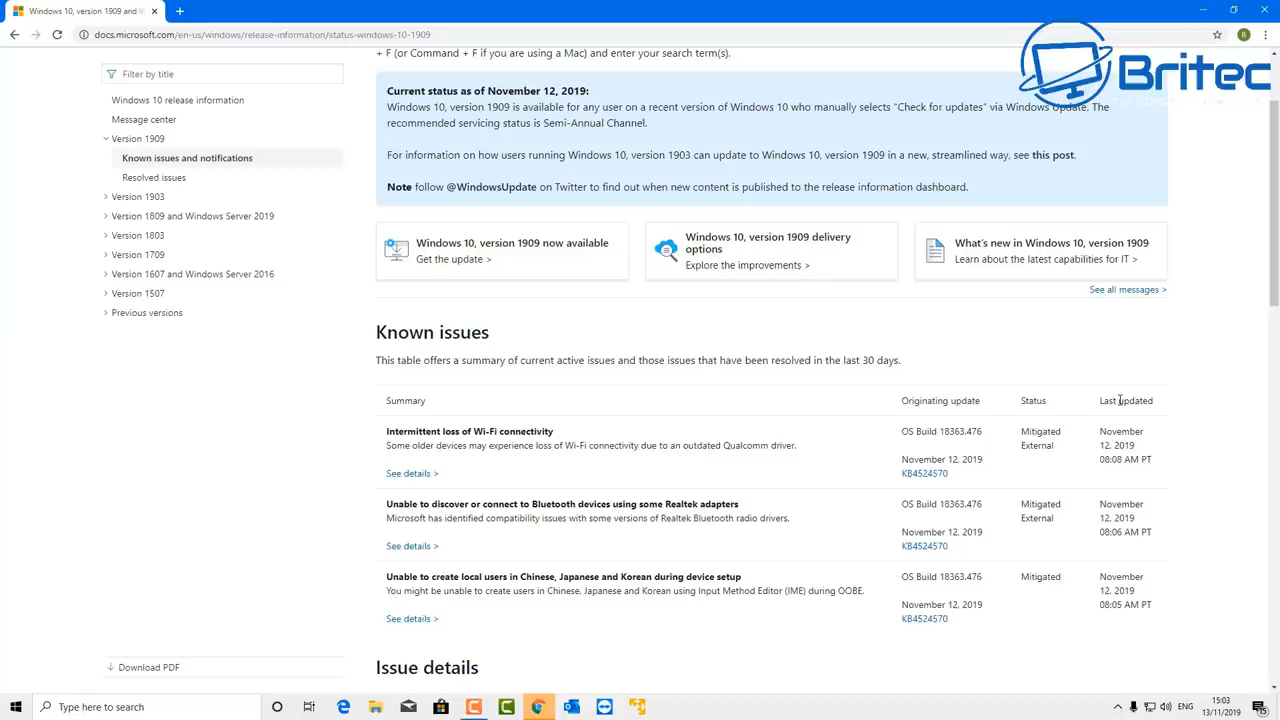 Windows 10, version 1909 and W
docs.microsoft.com/en-us/windows/release-information/status-windows-10-1909
B
Britec
+ F (or Command + F if you are using a Mac) and enter your search term(s).
Filter by title
Windows 10 release information
Message center
Version 1909
Known issues and notifications
Resolved issues
Version 1903
Version 1809 and Windows Server 2019
Version 1803
Version 1709
Version 1607 and Windows Server 2016
Version 1507
Previous versions
Download PDF
Current status as of November 12, 2019:
Windows 10, version 1909 is available for any user on a recent version of Windows 10 who manually selects "Check for updates" via Windows Update. The
recommended servicing status is Semi-Annual Channel.
For information on how users running Windows 10, version 1903 can update to Windows 10, version 1909 in a new, streamlined way, see this post.
Note follow @WindowsUpdate on Twitter to find out when new content is published to the release information dashboard.
Windows 10, version 1909 now available
Get the update >
Windows 10, version 1909 delivery
options
Explore the improvements >
What's new in Windows 10, version 1909
Learn about the latest capabilities for IT >
See all messages >
Known issues
This table offers a summary of current active issues and those issues that have been resolved in the last 30 days.
Summary Originating update Status Last updated
Intermittent loss of Wi-Fi connectivity OS Build 18363.476 Mitigated November
Some older devices may experience loss of Wi-Fi connectivity due to an outdated Qualcomm driver. External 12, 2019
November 12, 2019 08:08 AM PT
See details > KB4524570
Unable to discover or connect to Bluetooth devices using some Realtek adapters OS Build 18363.476 Mitigated November
Microsoft has identified compatibility issues with some versions of Realtek Bluetooth radio drivers. External 12, 2019
November 12, 2019 08:06 AM PT
See details > KB4524570
Unable to create local users in Chinese, Japanese and Korean during device setup OS Build 18363.476 Mitigated November
You might be unable to create users in Chinese, Japanese and Korean using Input Method Editor (IME) during OOBE. 12, 2019
November 12, 2019 08:05 AM PT
See details > KB4524570
Issue details
Type here to search
ENG
15:03
13/11/2019
15